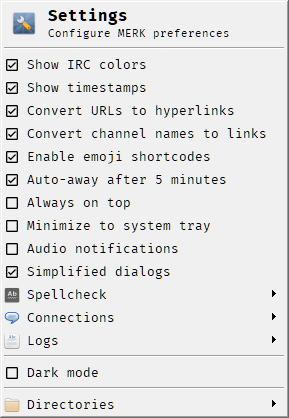 Settings
Configure MERK preferences
Show IRC colors
Show timestamps
Convert URLs to hyperlinks
Convert channel names to links
Enable emoji shortcodes
Auto-away after 5 minutes
Always on top
Minimize to system tray
Audio notifications
Simplified dialogs
Ab Spellcheck
Connections
Logs
Dark mode
Directories